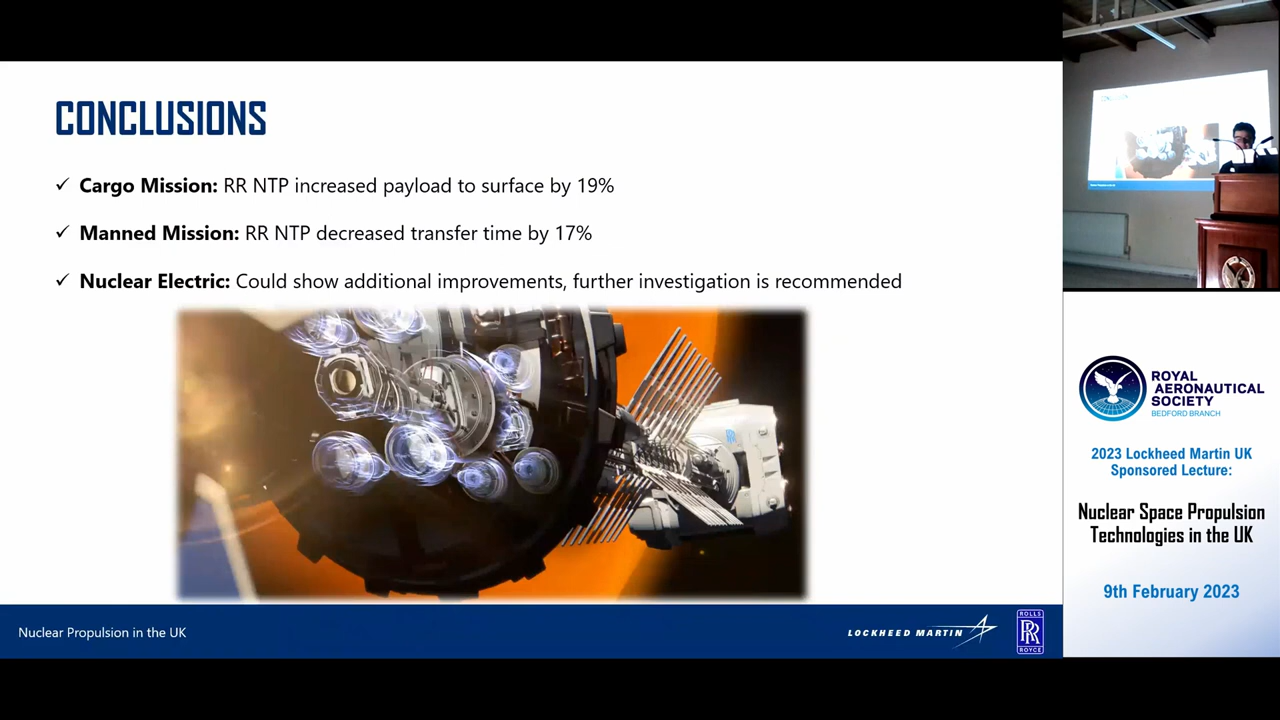 CONCLUSIONS
✓ Cargo Mission: RR NTP increased payload to surface by 19%
✓ Manned Mission: RR NTP decreased transfer time by 17%
✓ Nuclear Electric: Could show additional improvements, further investigation is recommended
Nuclear Propulsion in the UK
LOCKHEED MARTIN
ROLLS
RR
ROYCE
ROYAL
AERONAUTICAL
SOCIETY
BEDFORD BRANCH
2023 Lockheed Martin UK
Sponsored Lecture:
Nuclear Space Propulsion
Technologies in the UK
9th February 2023